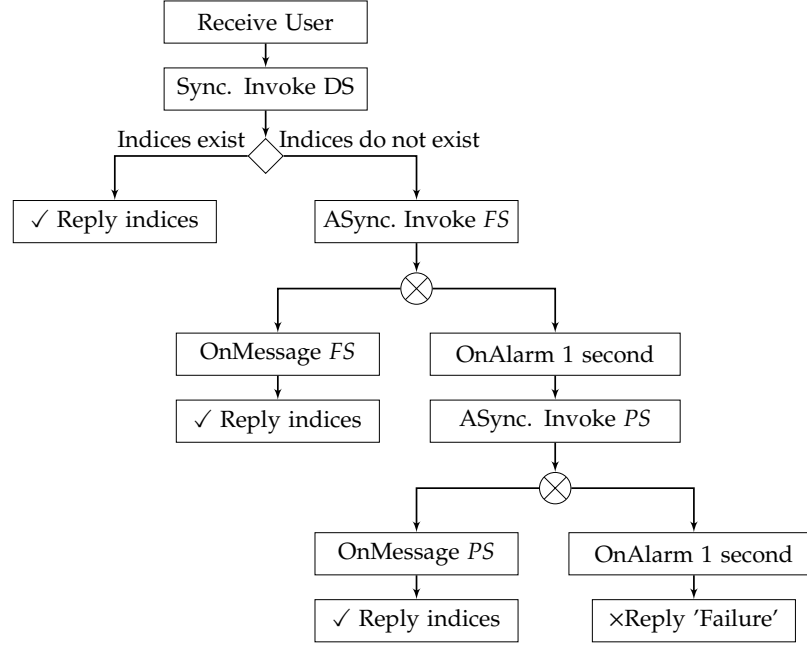 Receive User
Sync. Invoke DS
Indices exist
Indices do not exist
✓ Reply indices
ASync. Invoke FS
OnMessage FS
OnAlarm 1 second
✓ Reply indices
ASync. Invoke PS
OnMessage PS
OnAlarm 1 second
✓ Reply indices
×Reply 'Failure'